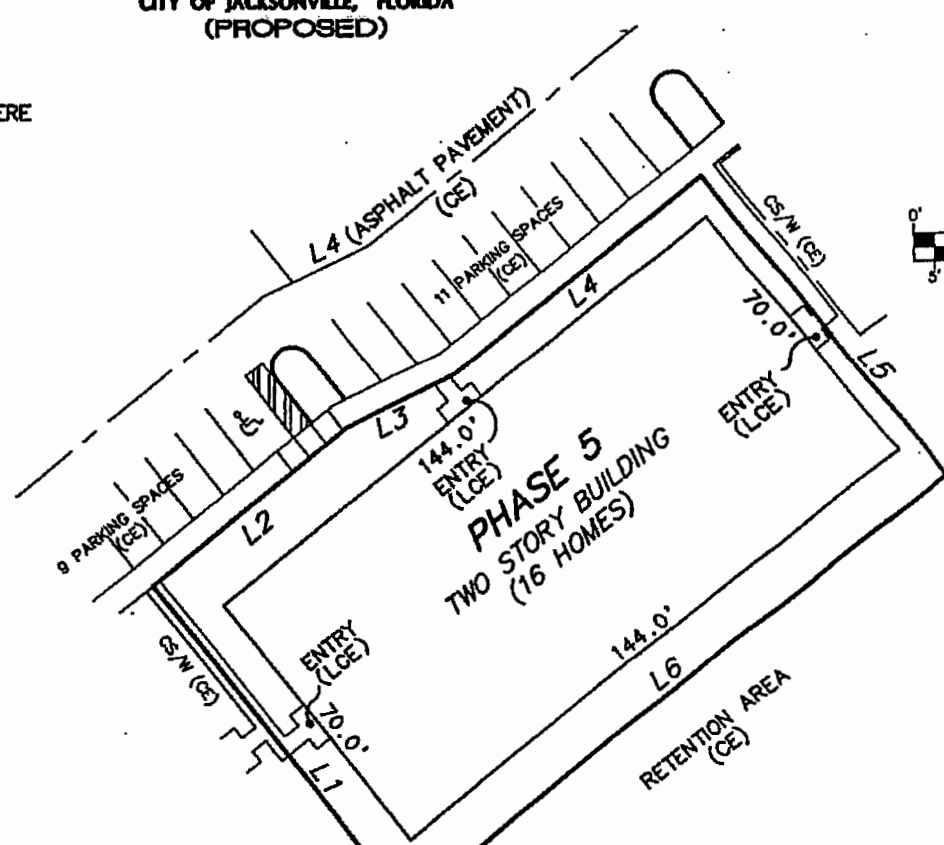 CITY OF JACKSONVILLE, FLORIDA
(PROPOSED)
ERE
L4 (ASPHALT PAVEMENT)
(CE)
11 PARKING SPACES
(CE)
CS/W (CE)
0'
5'
L4
70.0'
L5
ENTRY
(LCE)
L3
144.0'
ENTRY
(LCE)
PHASE 5
TWO STORY BUILDING
(16 HOMES)
9 PARKING SPACES
(CE)
L2
CS/W (CE)
ENTRY
(LCE)
70.0'
L1
144.0'
L6
RETENTION AREA
(CE)